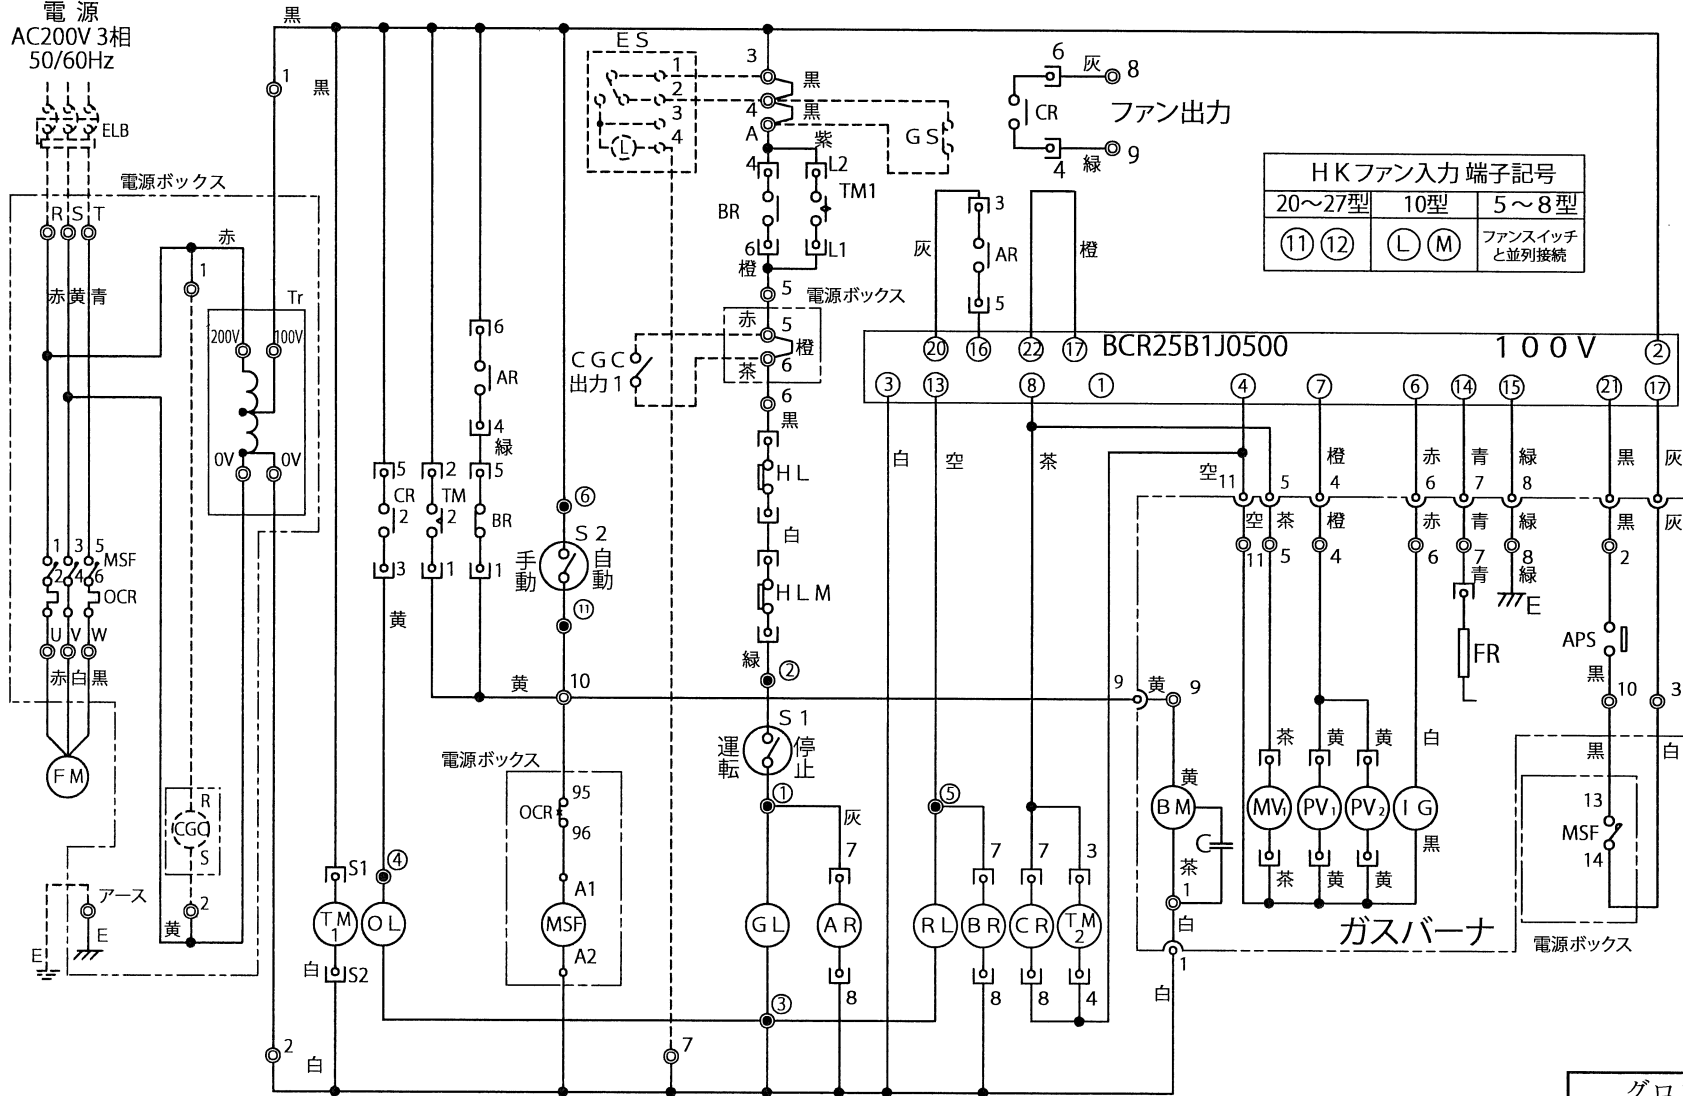 電源
AC200V 3相
50/60Hz
ELB
電源ボックス
R S T
赤 黄 青
赤
1
Tr
200V
100V
0V
0V
1 3 5
MSF
2 4 6
OCR
U V W
赤 白 黒
FM
R
CGC
S
2
黄
アース
E
E
黒
1
黒
2
白
S1
TM
1
白
S2
④
OL
5
CR
2
3
黄
2
TM
2
1
6
AR
4
緑
5
BR
1
黄
⑥
S2
手動
自動
⑪
10
電源ボックス
95
OCR
96
A1
MSF
A2
ES
1
2
3
4
L
7
3
黒
4
黒
A
紫
GS
4
L2
BR
TM1
6
L1
橙
5
電源ボックス
赤
5
橙
茶
6
CGC
出力1
6
黒
HL
白
HLM
緑
②
S1
運転
停止
①
灰
7
GL
AR
8
③
6
灰
8
CR
ファン出力
4
緑
9
HKファン入力 端子記号
20～27型
10型
5～8型
⑪ ⑫
Ⓛ Ⓜ
ファンスイッチ
と並列接続
灰
3
AR
5
橙
⑳ ⑯ ㉒ ⑰
BCR25B1J0500
100V
②
③ ⑬ ⑧ ① ④ ⑦ ⑥ ⑭ ⑮ ㉑ ⑰
白
空
茶
空
橙
赤
青
緑
黒
灰
11
5
4
6
7
8
空
茶
橙
赤
青
緑
黒
灰
11
5
4
6
7
8
2
青
緑
E
FR
APS
黒
10
3
黒
白
9
黄
9
黄
BM
C
茶
1
白
1
白
茶
黄
黄
白
MV1
PV1
PV2
IG
茶
黄
黄
黒
ガスバーナ
13
MSF
14
電源ボックス
⑤
7
7
3
RL
BR
CR
TM
2
8
8
4
グロ